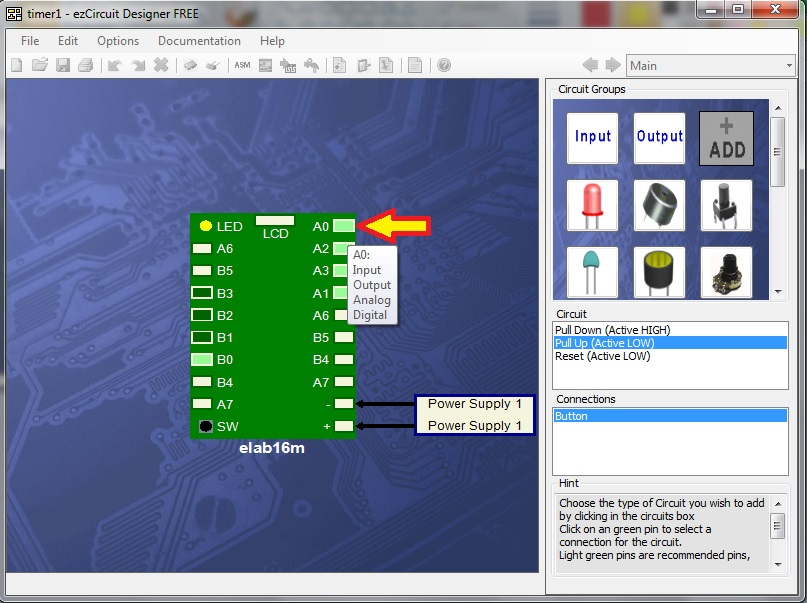 timer1 - ezCircuit Designer FREE
File Edit Options Documentation Help
ASM
Main
LED
A6
B5
B3
B2
B1
B0
B4
A7
SW
LCD
A0
A2
A3
A1
A6
B5
B4
A7
-
+
elab16m
A0:
Input
Output
Analog
Digital
Power Supply 1
Power Supply 1
Circuit Groups
Input
Output
+
ADD
Circuit
Pull Down (Active HIGH)
Pull Up (Active LOW)
Reset (Active LOW)
Connections
Button
Hint
Choose the type of Circuit you wish to add
by clicking in the circuits box
Click on an green pin to select a
connection for the circuit.
Light green pins are recommended pins,